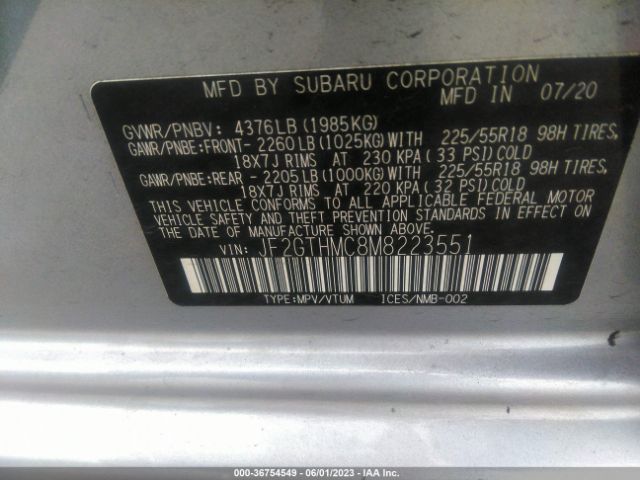 MFD BY SUBARU CORPORATION MFD IN 07/20
GVWR/PNBV: 4376LB(1985KG)
GAWR/PNBE:FRONT- 2260LB(1025KG)WITH 225/55R18 98H TIRES,
18X7J RIMS AT 230 KPA(33 PSI)COLD
GAWR/PNBE:REAR - 2205LB(1000KG)WITH 225/55R18 98H TIRES,
18X7J RIMS AT 220 KPA(32 PSI)COLD
THIS VEHICLE CONFORMS TO ALL APPLICABLE FEDERAL MOTOR
VEHICLE SAFETY AND THEFT PREVENTION STANDARDS IN EFFECT ON
THE DATE OF MANUFACTURE SHOWN ABOVE.
VIN: JF2GTHMC8M8223551
TYPE:MPV/VTUM ICES/NMB-002
000-36754549 - 06/01/2023 - IAA Inc.